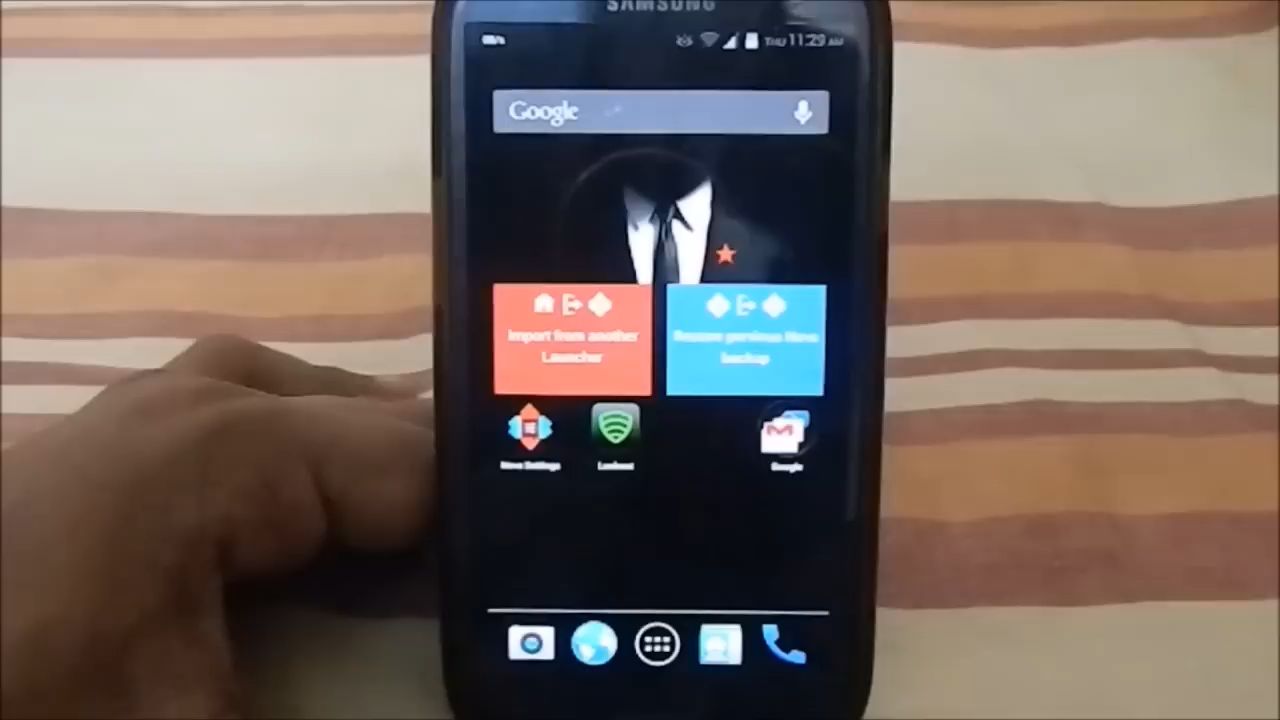 SAMSUNG
THU 11:29 AM
Google
Import from another
Launcher
Restore previous Nova
backup
Nova Settings
Lookout
Google